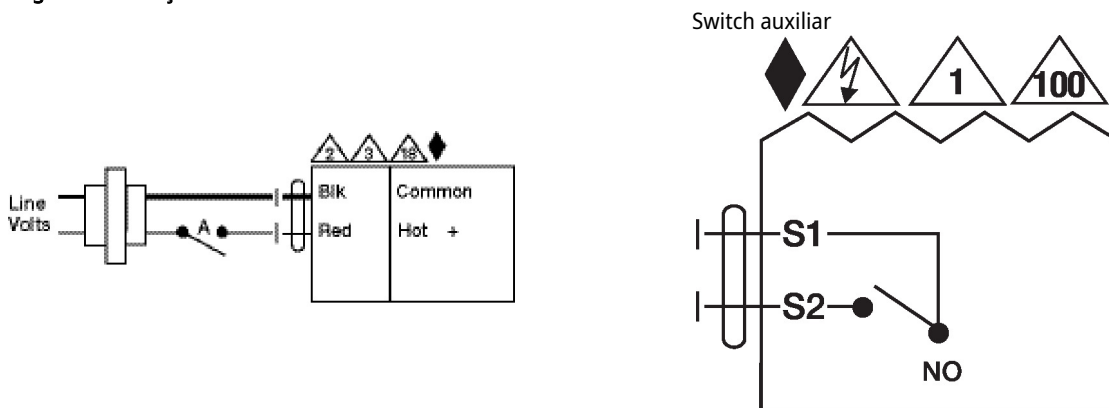 Switch auxiliar
1
100
2
3
18
Line
Volts
Blk
Common
A
Red
Hot +
S1
S2
NO